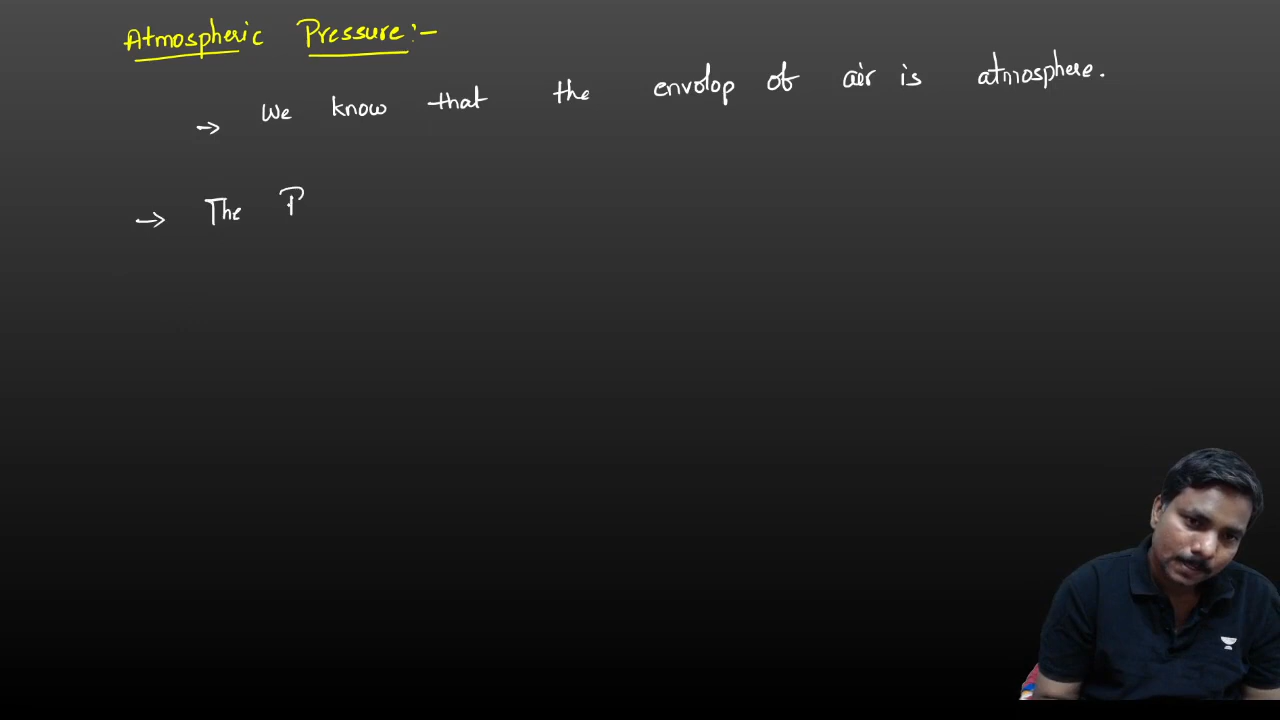 Atmospheric Pressure:-
→ We know that the envolop of air is atmosphere.
→ The P